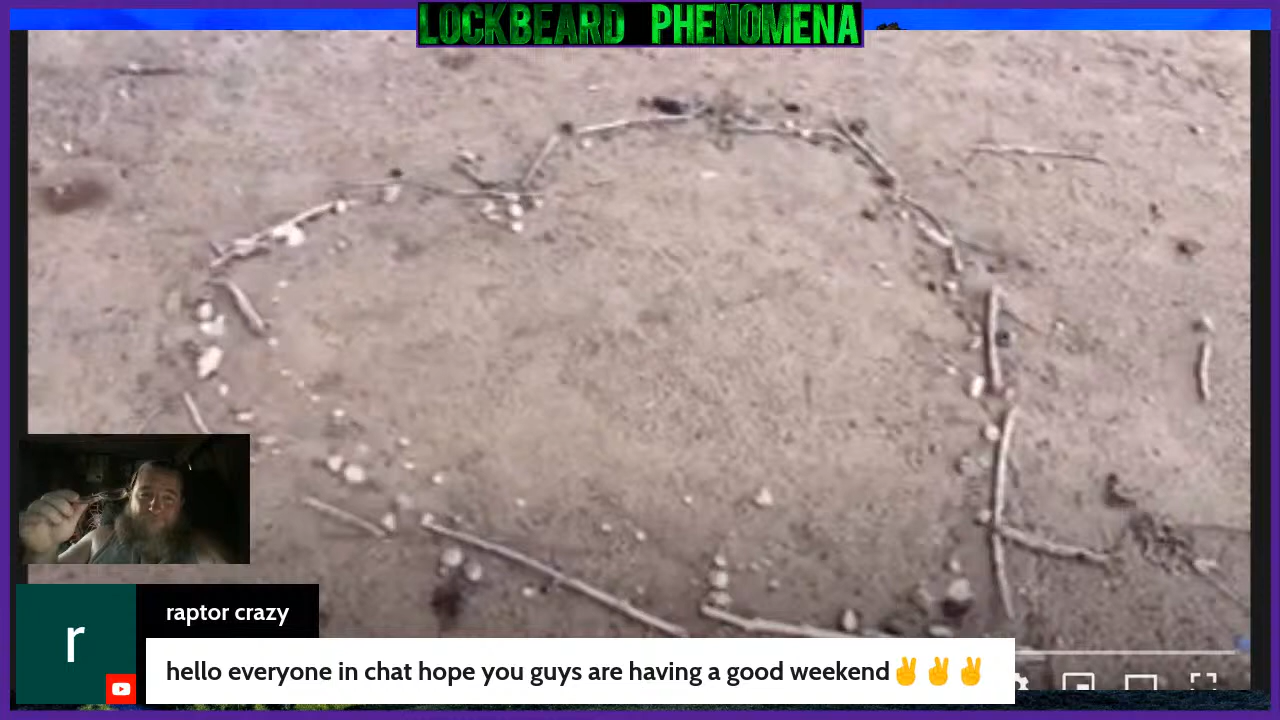 LOCKBEARD PHENOMENA
r
raptor crazy
hello everyone in chat hope you guys are having a good weekend✌️✌️✌️